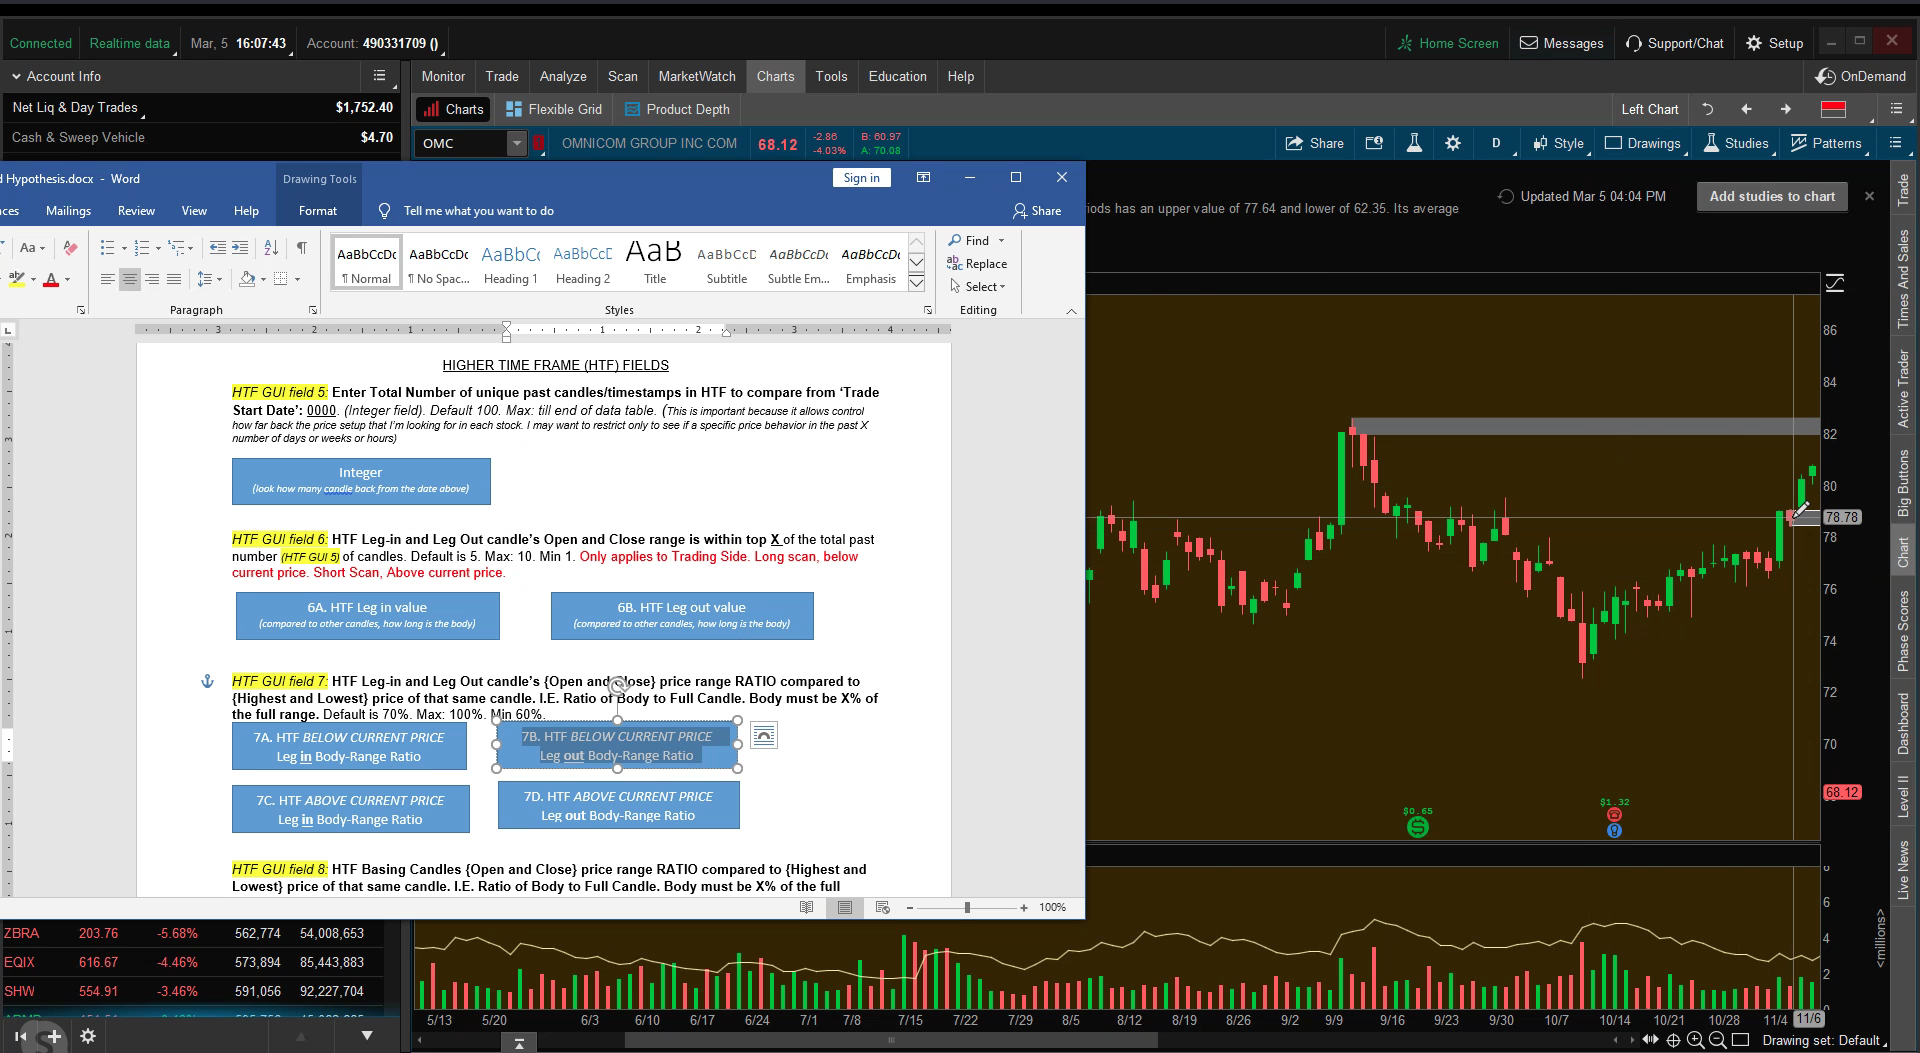 Connected Realtime data Mar, 5 16:07:43 Account: 490331709 () Home Screen Messages Support/Chat Setup
Account Info Monitor Trade Analyze Scan MarketWatch Charts Tools Education Help OnDemand
Net Liq & Day Trades $1,752.40 Charts Flexible Grid Product Depth Left Chart
Cash & Sweep Vehicle $4.70 OMC OMNICOM GROUP INC COM 68.12 -2.86 B: 60.97 Share D Style Drawings Studies Patterns
-4.03% A: 70.08
d Hypothesis.docx - Word Drawing Tools Sign in
nces Mailings Review View Help Format Tell me what you want to do Share
iods has an upper value of 77.64 and lower of 62.35. Its average Updated Mar 5 04:04 PM Add studies to chart
Aa AaBbCcDc AaBbCcDc AaBbCc AaBbCcD AaB AaBbCcD AaBbCcDc AaBbCcDc Find
¶ Normal ¶ No Spac... Heading 1 Heading 2 Title Subtitle Subtle Em... Emphasis Replace
Select
Paragraph Styles Editing
3 2 1 1 2 3 4
HIGHER TIME FRAME (HTF) FIELDS
HTF GUI field 5: Enter Total Number of unique past candles/timestamps in HTF to compare from ‘Trade
Start Date’: 0000. (Integer field). Default 100. Max: till end of data table. (This is important because it allows control
how far back the price setup that I’m looking for in each stock. I may want to restrict only to see if a specific price behavior in the past X
number of days or weeks or hours)
Integer
(look how many candle back from the date above)
HTF GUI field 6: HTF Leg-in and Leg Out candle’s Open and Close range is within top X of the total past
number (HTF GUI 5) of candles. Default is 5. Max: 10. Min 1. Only applies to Trading Side. Long scan, below
current price. Short Scan, Above current price.
6A. HTF Leg in value
(compared to other candles, how long is the body)
6B. HTF Leg out value
(compared to other candles, how long is the body)
HTF GUI field 7: HTF Leg-in and Leg Out candle’s {Open and Close} price range RATIO compared to
{Highest and Lowest} price of that same candle. I.E. Ratio of Body to Full Candle. Body must be X% of
the full range. Default is 70%. Max: 100%. Min 60%.
7A. HTF BELOW CURRENT PRICE
Leg in Body-Range Ratio
7B. HTF BELOW CURRENT PRICE
Leg out Body-Range Ratio
7C. HTF ABOVE CURRENT PRICE
Leg in Body-Range Ratio
7D. HTF ABOVE CURRENT PRICE
Leg out Body-Range Ratio
HTF GUI field 8: HTF Basing Candles {Open and Close} price range RATIO compared to {Highest and
Lowest} price of that same candle. I.E. Ratio of Body to Full Candle. Body must be X% of the full
100%
86
84
82
80
78.78
78
76
74
72
70
68.12
$0.65 $1.32
6
4
2
<millions>
ZBRA 203.76 -5.68% 562,774 54,008,653
EQIX 616.67 -4.46% 573,894 85,443,883
SHW 554.91 -3.46% 591,056 92,227,704
5/13 5/20 6/3 6/10 6/17 6/24 7/1 7/8 7/15 7/22 7/29 8/5 8/12 8/19 8/26 9/2 9/9 9/16 9/23 9/30 10/7 10/14 10/21 10/28 11/4 11/6
Drawing set: Default
Trade
Times And Sales
Active Trader
Big Buttons
Chart
Phase Scores
Dashboard
Level II
Live News